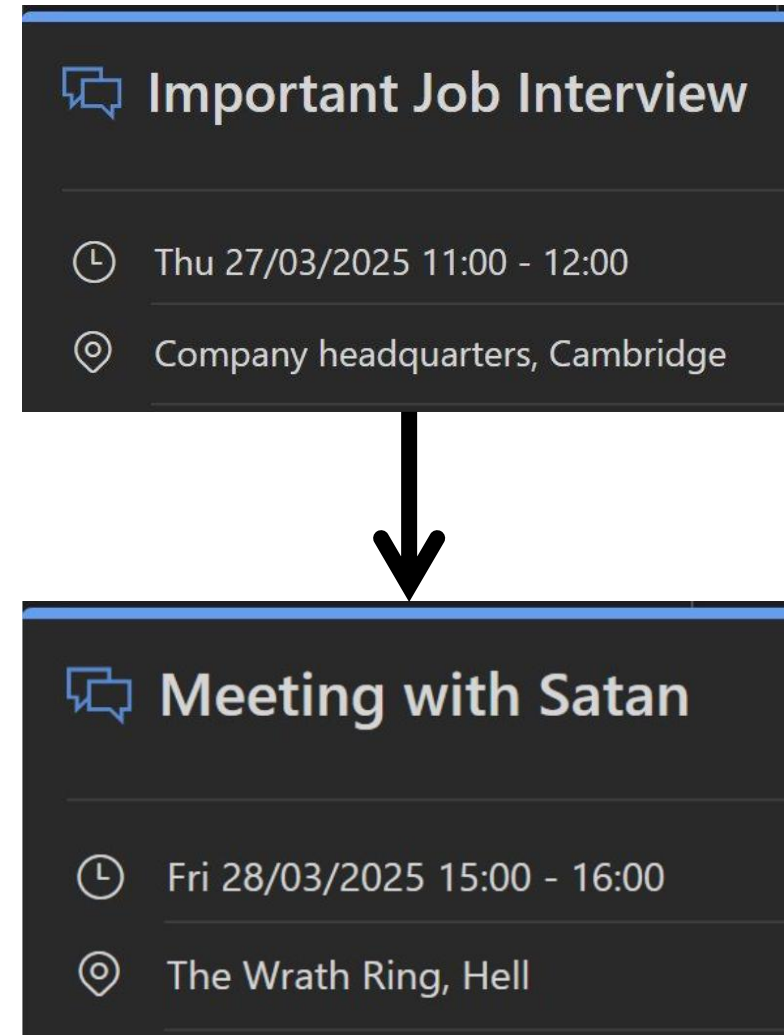 Important Job Interview
Thu 27/03/2025 11:00 - 12:00
Company headquarters, Cambridge
Meeting with Satan
Fri 28/03/2025 15:00 - 16:00
The Wrath Ring, Hell